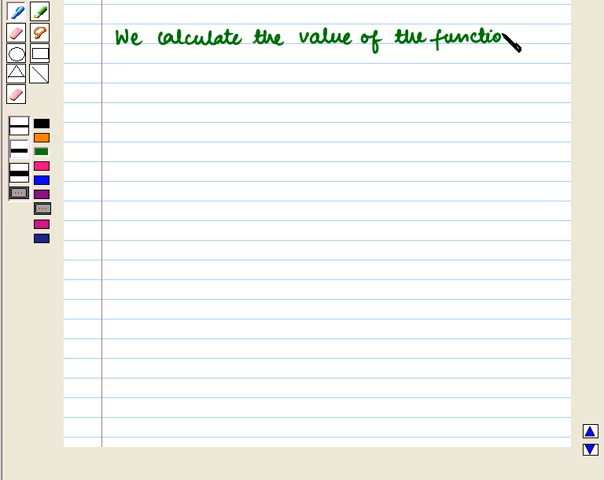 We calculate the value of the functio